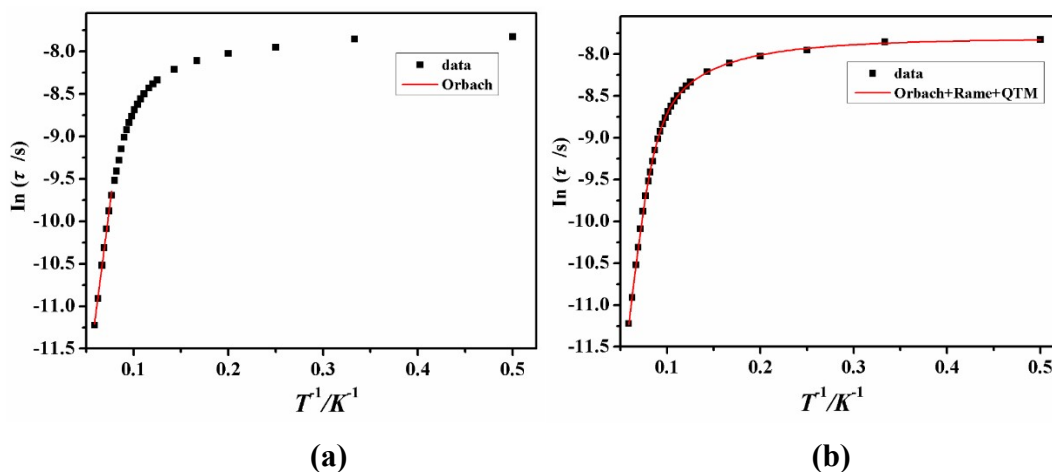 -8.0
-8.5
-9.0
-9.5
-10.0
-10.5
-11.0
-11.5
In (τ /s)
data
Orbach
0.1 0.2 0.3 0.4 0.5
T⁻¹/K⁻¹
(a)
-8.0
-8.5
-9.0
-9.5
-10.0
-10.5
-11.0
-11.5
In (τ /s)
data
Orbach+Rame+QTM
0.1 0.2 0.3 0.4 0.5
T⁻¹/K⁻¹
(b)